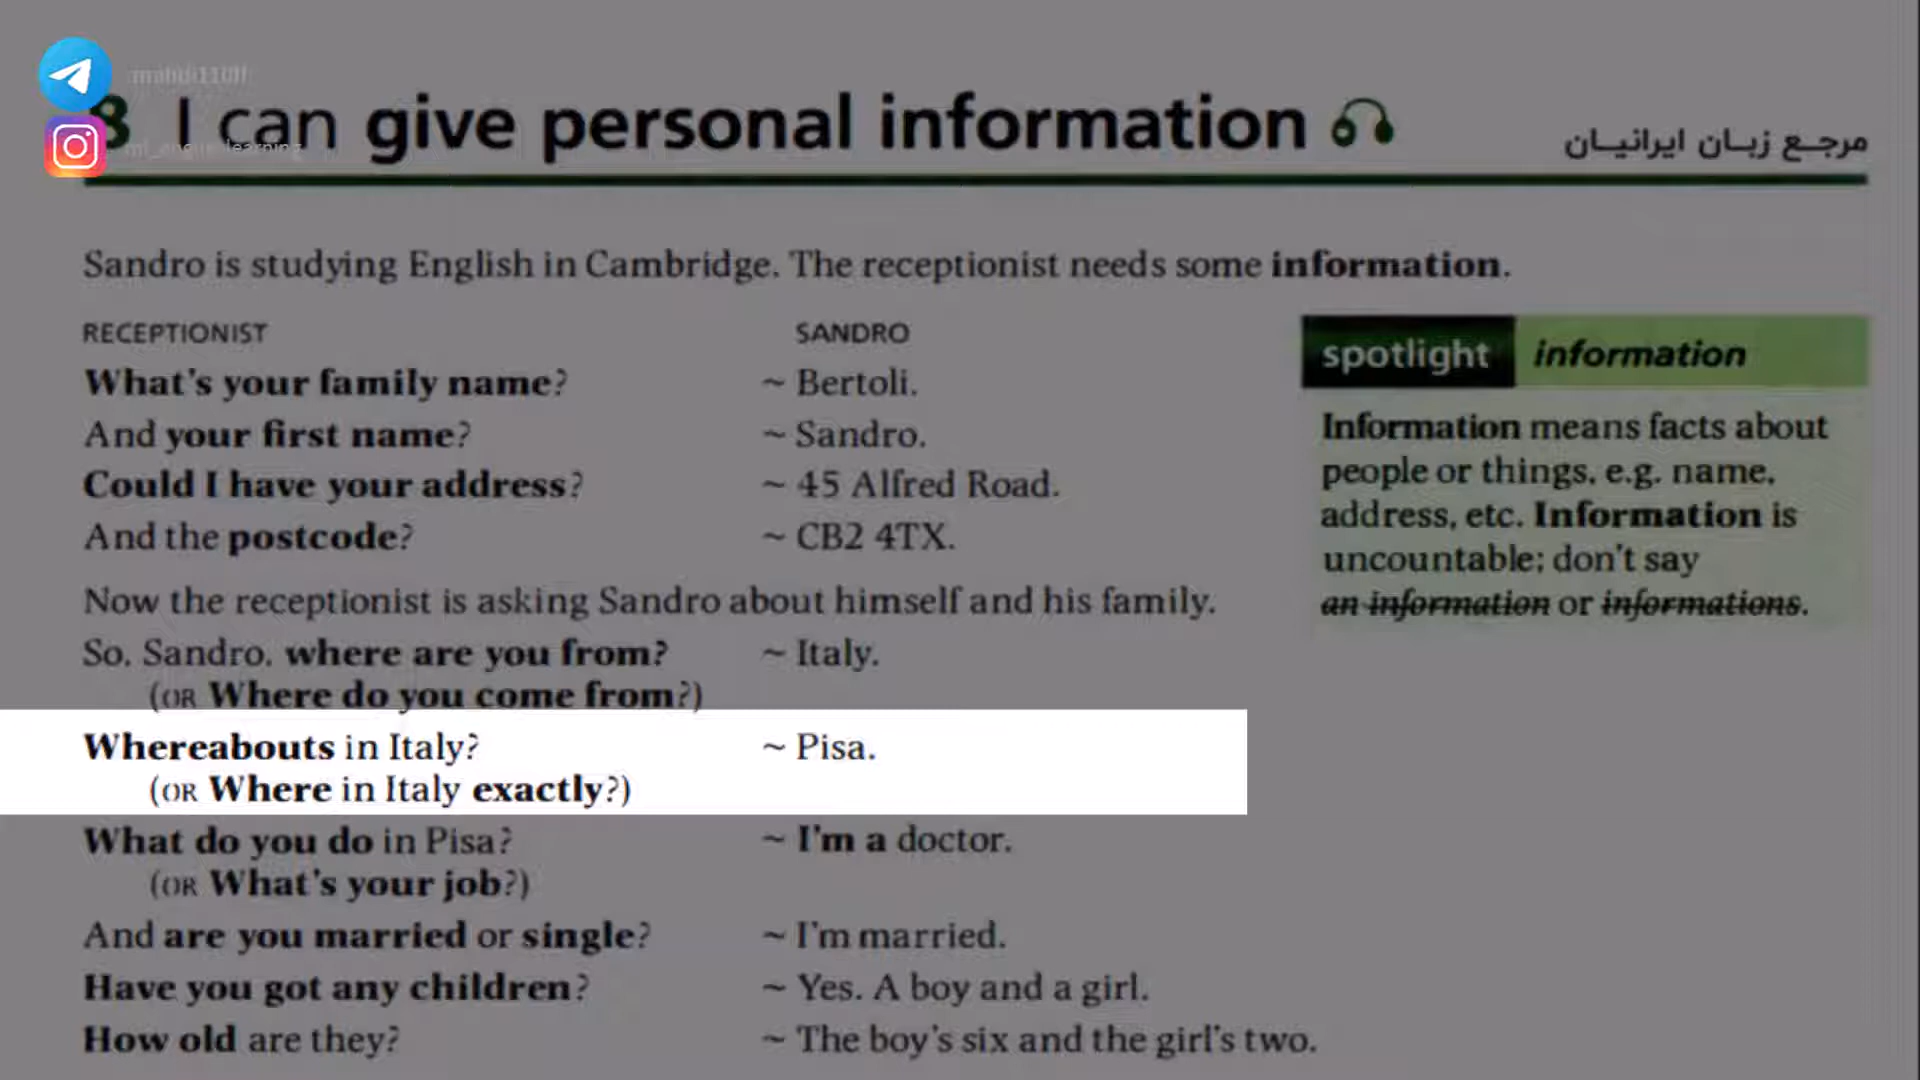 8 I can give personal information
مرجع زبان ایرانیان
Sandro is studying English in Cambridge. The receptionist needs some information.
RECEPTIONIST SANDRO
What's your family name? ~ Bertoli.
And your first name? ~ Sandro.
Could I have your address? ~ 45 Alfred Road.
And the postcode? ~ CB2 4TX.
Now the receptionist is asking Sandro about himself and his family.
So, Sandro, where are you from? ~ Italy.
(OR Where do you come from?)
Whereabouts in Italy? ~ Pisa.
(OR Where in Italy exactly?)
What do you do in Pisa? ~ I'm a doctor.
(OR What's your job?)
And are you married or single? ~ I'm married.
Have you got any children? ~ Yes. A boy and a girl.
How old are they? ~ The boy's six and the girl's two.
spotlight information
Information means facts about
people or things, e.g. name,
address, etc. Information is
uncountable; don't say
an information or informations.